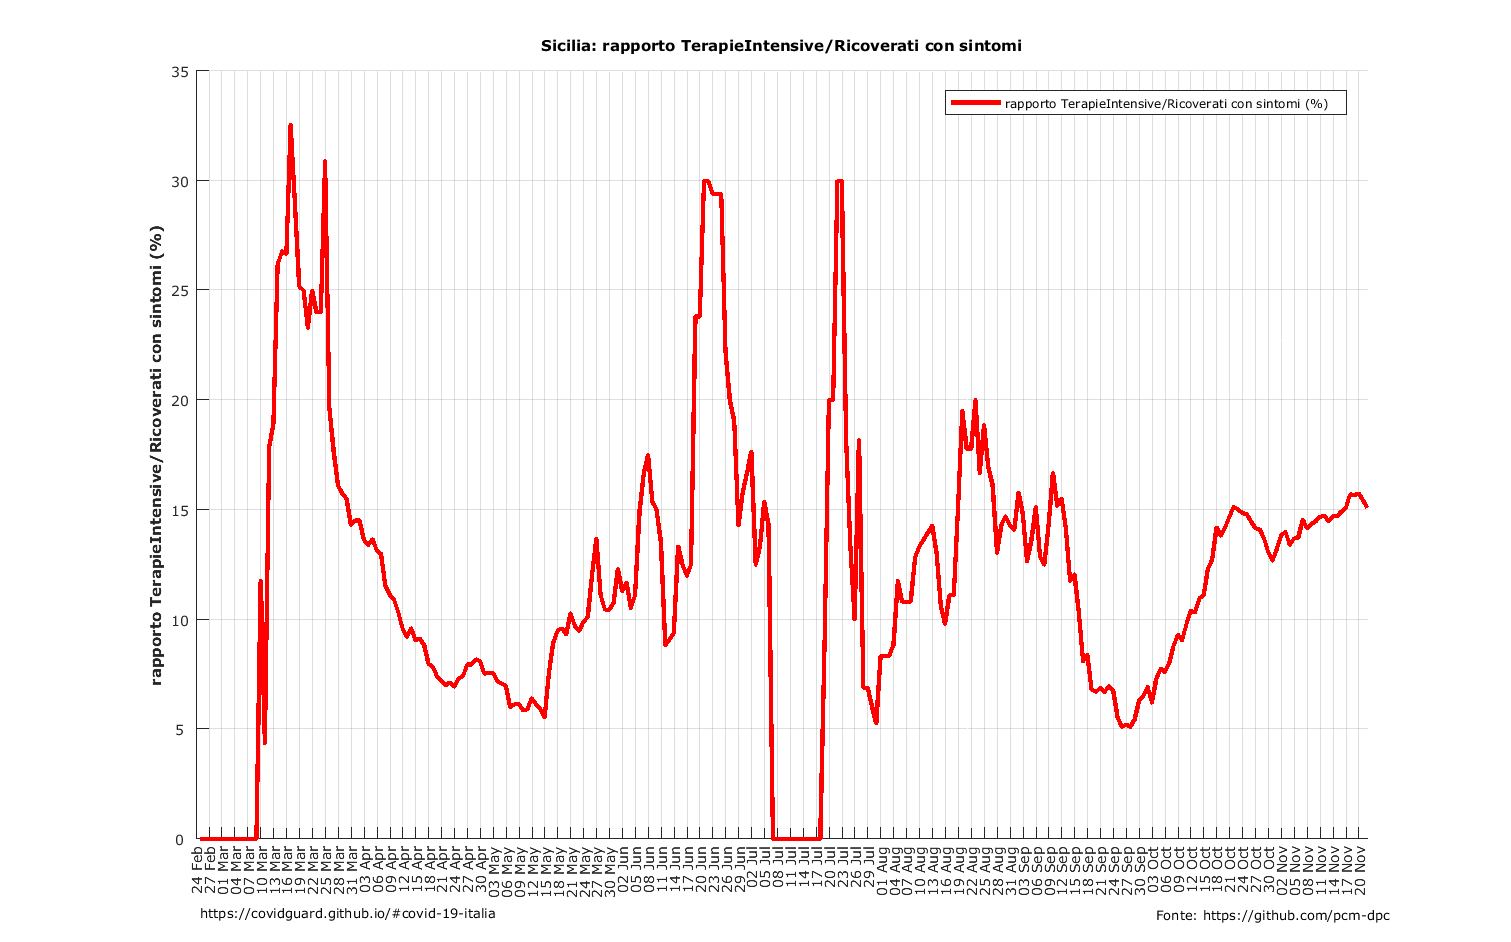 Sicilia: rapporto TerapieIntensive/Ricoverati con sintomi
rapporto TerapieIntensive/Ricoverati con sintomi (%)
rapporto TerapieIntensive/Ricoverati con sintomi (%)
35
30
25
20
15
10
5
0
24 Feb
27 Feb
01 Mar
04 Mar
07 Mar
10 Mar
13 Mar
16 Mar
19 Mar
22 Mar
25 Mar
28 Mar
31 Mar
03 Apr
06 Apr
09 Apr
12 Apr
15 Apr
18 Apr
21 Apr
24 Apr
27 Apr
30 Apr
03 May
06 May
09 May
12 May
15 May
18 May
21 May
24 May
27 May
30 May
02 Jun
05 Jun
08 Jun
11 Jun
14 Jun
17 Jun
20 Jun
23 Jun
26 Jun
29 Jun
02 Jul
05 Jul
08 Jul
11 Jul
14 Jul
17 Jul
20 Jul
23 Jul
26 Jul
29 Jul
01 Aug
04 Aug
07 Aug
10 Aug
13 Aug
16 Aug
19 Aug
22 Aug
25 Aug
28 Aug
31 Aug
03 Sep
06 Sep
09 Sep
12 Sep
15 Sep
18 Sep
21 Sep
24 Sep
27 Sep
30 Sep
03 Oct
06 Oct
09 Oct
12 Oct
15 Oct
18 Oct
21 Oct
24 Oct
27 Oct
30 Oct
02 Nov
05 Nov
08 Nov
11 Nov
14 Nov
17 Nov
20 Nov
https://covidguard.github.io/#covid-19-italia
Fonte: https://github.com/pcm-dpc